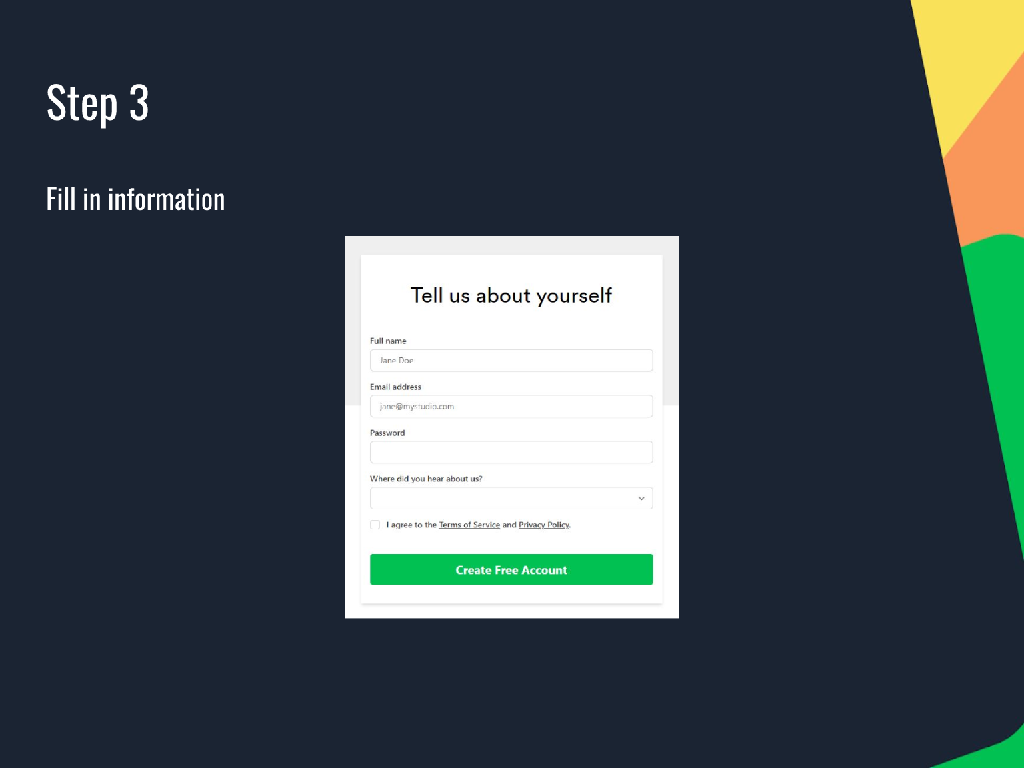 Step 3
Fill in information
Tell us about yourself
Full name
Jane Doe
Email address
jane@mystudio.com
Password
Where did you hear about us?
I agree to the Terms of Service and Privacy Policy.
Create Free Account